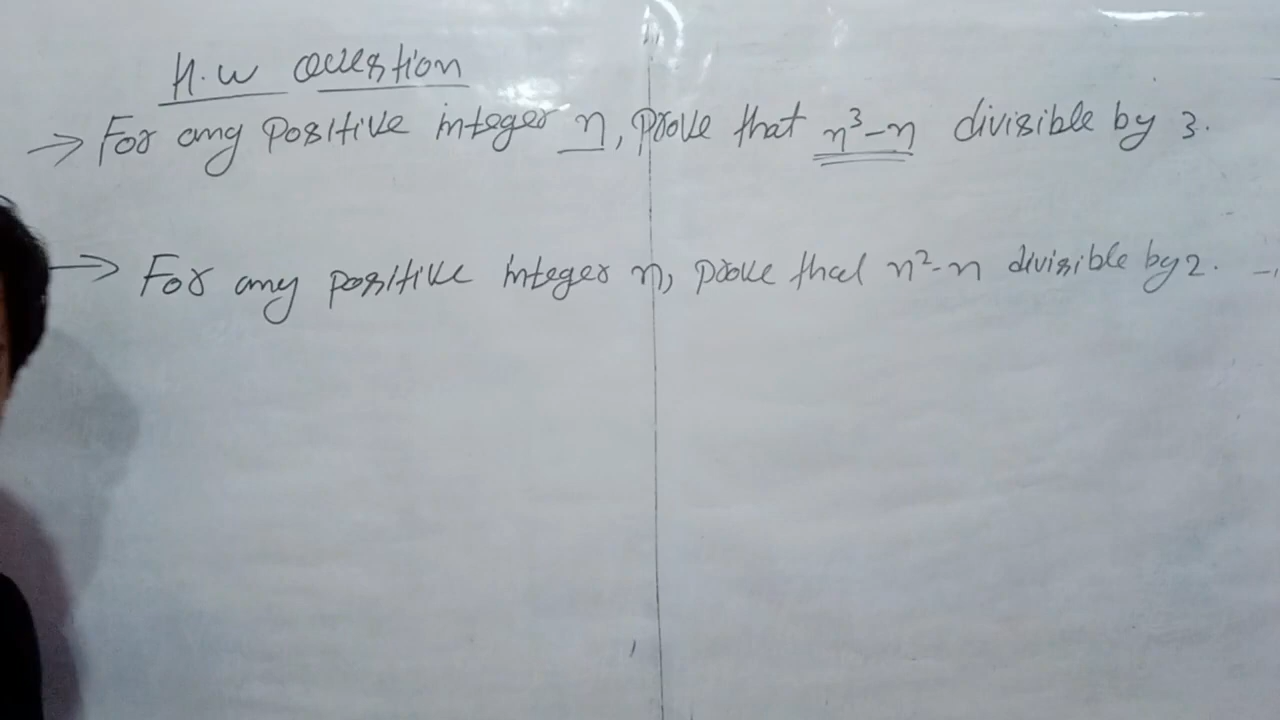 H.W Question
→ For any positive integer n, prove that n³-n divisible by 3.
→ For any positive integer n, prove that n²-n divisible by 2.